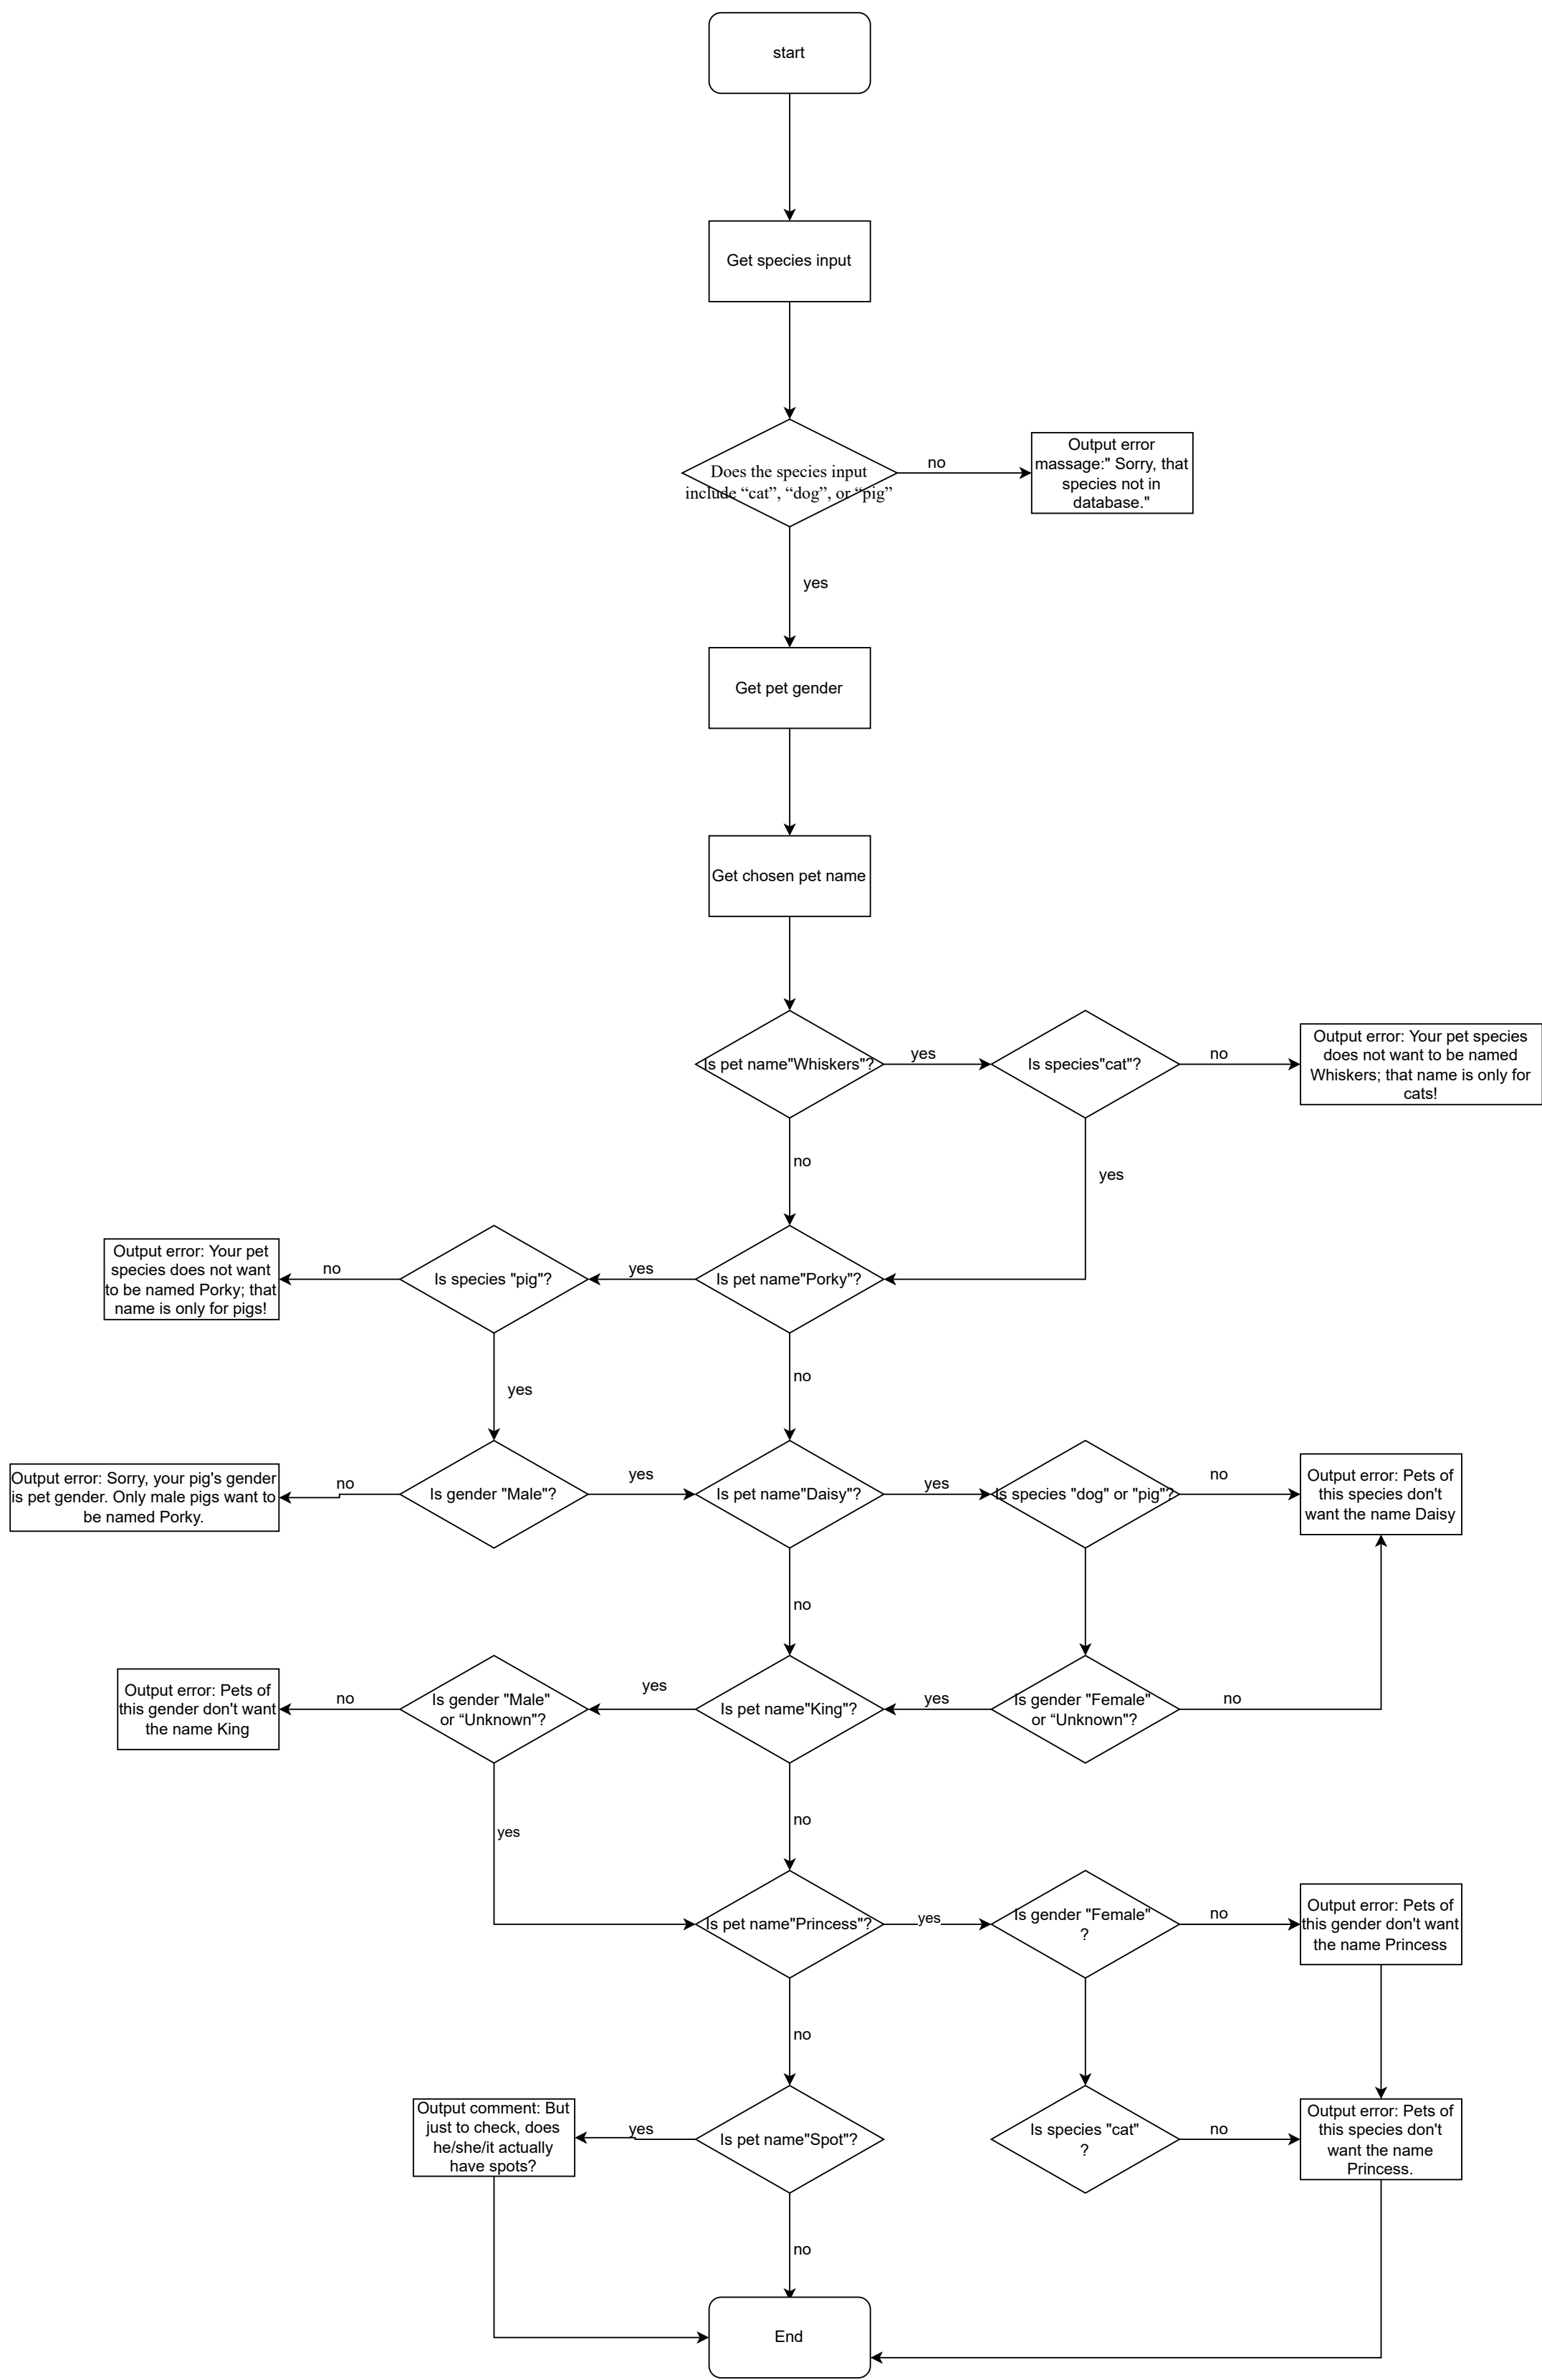 start
Get species input
Does the species input
include “cat”, “dog”, or “pig”
no
Output error
massage:" Sorry, that
species not in
database."
yes
Get pet gender
Get chosen pet name
Is pet name"Whiskers"?
yes
Is species"cat"?
no
Output error: Your pet species
does not want to be named
Whiskers; that name is only for
cats!
no
yes
Output error: Your pet
species does not want
to be named Porky; that
name is only for pigs!
no
Is species "pig"?
yes
Is pet name"Porky"?
yes
no
Output error: Sorry, your pig's gender
is pet gender. Only male pigs want to
be named Porky.
no
Is gender "Male"?
yes
Is pet name"Daisy"?
yes
Is species "dog" or "pig"?
no
Output error: Pets of
this species don't
want the name Daisy
no
Output error: Pets of
this gender don't want
the name King
no
Is gender "Male"
or “Unknown"?
yes
Is pet name"King"?
yes
Is gender "Female"
or “Unknown"?
no
yes
no
Is pet name"Princess"?
yes
Is gender "Female"
?
no
Output error: Pets of
this gender don't want
the name Princess
no
Output comment: But
just to check, does
he/she/it actually
have spots?
yes
Is pet name"Spot"?
Is species "cat"
?
no
Output error: Pets of
this species don't
want the name
Princess.
no
End